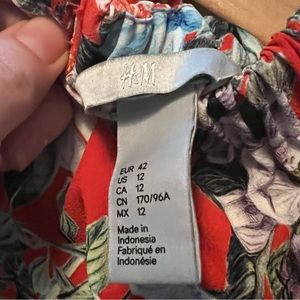 H&M
EUR 42
US 12
CA 12
CN 170/96A
MX 12
Made in
Indonesia
Fabriqué en
Indonésie